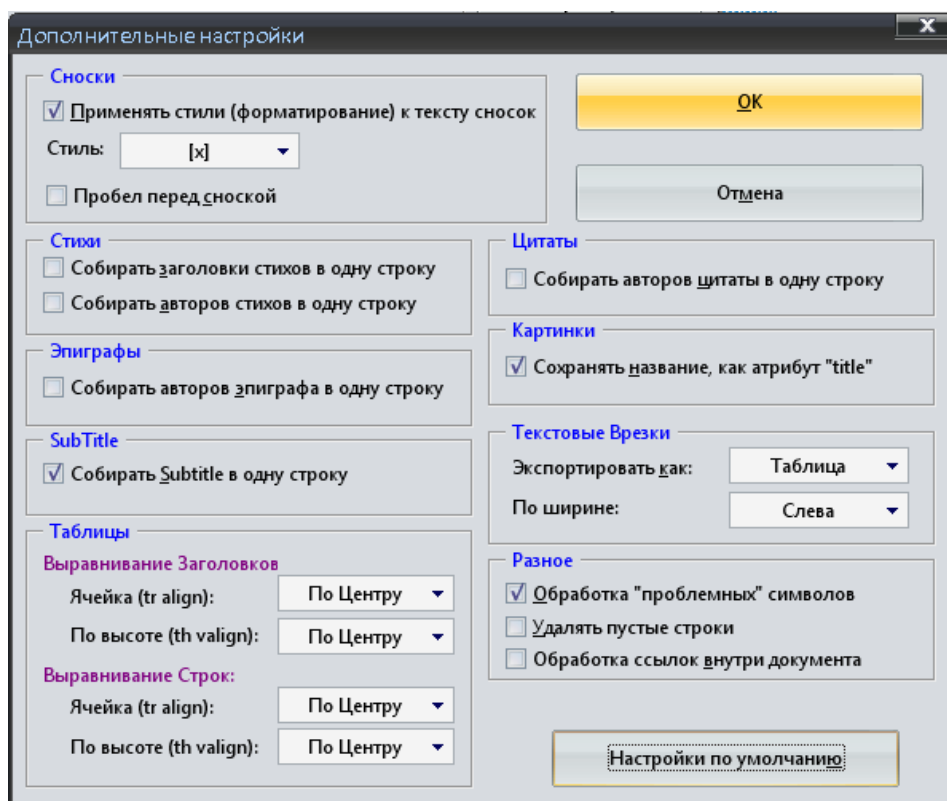 Дополнительные настройки
X
Сноски
Применять стили (форматирование) к тексту сносок
Стиль:
[x]
Пробел перед сноской
OK
Отмена
Стихи
Собирать заголовки стихов в одну строку
Собирать авторов стихов в одну строку
Эпиграфы
Собирать авторов эпиграфа в одну строку
SubTitle
Собирать Subtitle в одну строку
Таблицы
Выравнивание Заголовков
Ячейка (tr align):
По Центру
По высоте (th valign):
По Центру
Выравнивание Строк:
Ячейка (tr align):
По Центру
По высоте (th valign):
По Центру
Цитаты
Собирать авторов цитаты в одну строку
Картинки
Сохранять название, как атрибут "title"
Текстовые Врезки
Экспортировать как:
Таблица
По ширине:
Слева
Разное
Обработка "проблемных" символов
Удалять пустые строки
Обработка ссылок внутри документа
Настройки по умолчанию